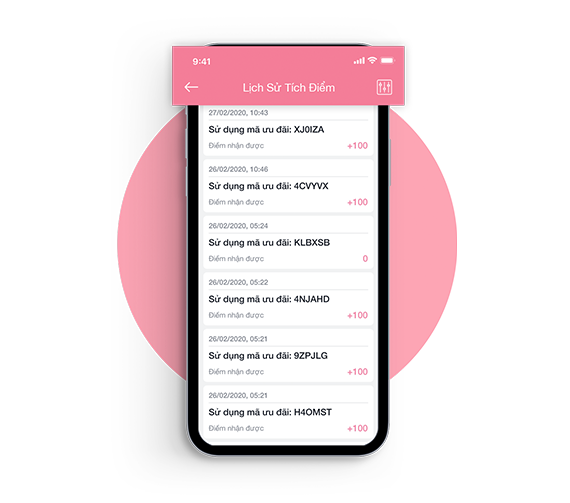 9:41
Lịch Sử Tích Điểm
27/02/2020, 10:43
Sử dụng mã ưu đãi: XJ0IZA
Điểm nhận được
+100
26/02/2020, 10:46
Sử dụng mã ưu đãi: 4CVYVX
Điểm nhận được
+100
26/02/2020, 05:24
Sử dụng mã ưu đãi: KLBXSB
Điểm nhận được
0
26/02/2020, 05:22
Sử dụng mã ưu đãi: 4NJAHD
Điểm nhận được
+100
26/02/2020, 05:21
Sử dụng mã ưu đãi: 9ZPJLG
Điểm nhận được
+100
26/02/2020, 05:21
Sử dụng mã ưu đãi: H4OMST
Điểm nhận được
+100